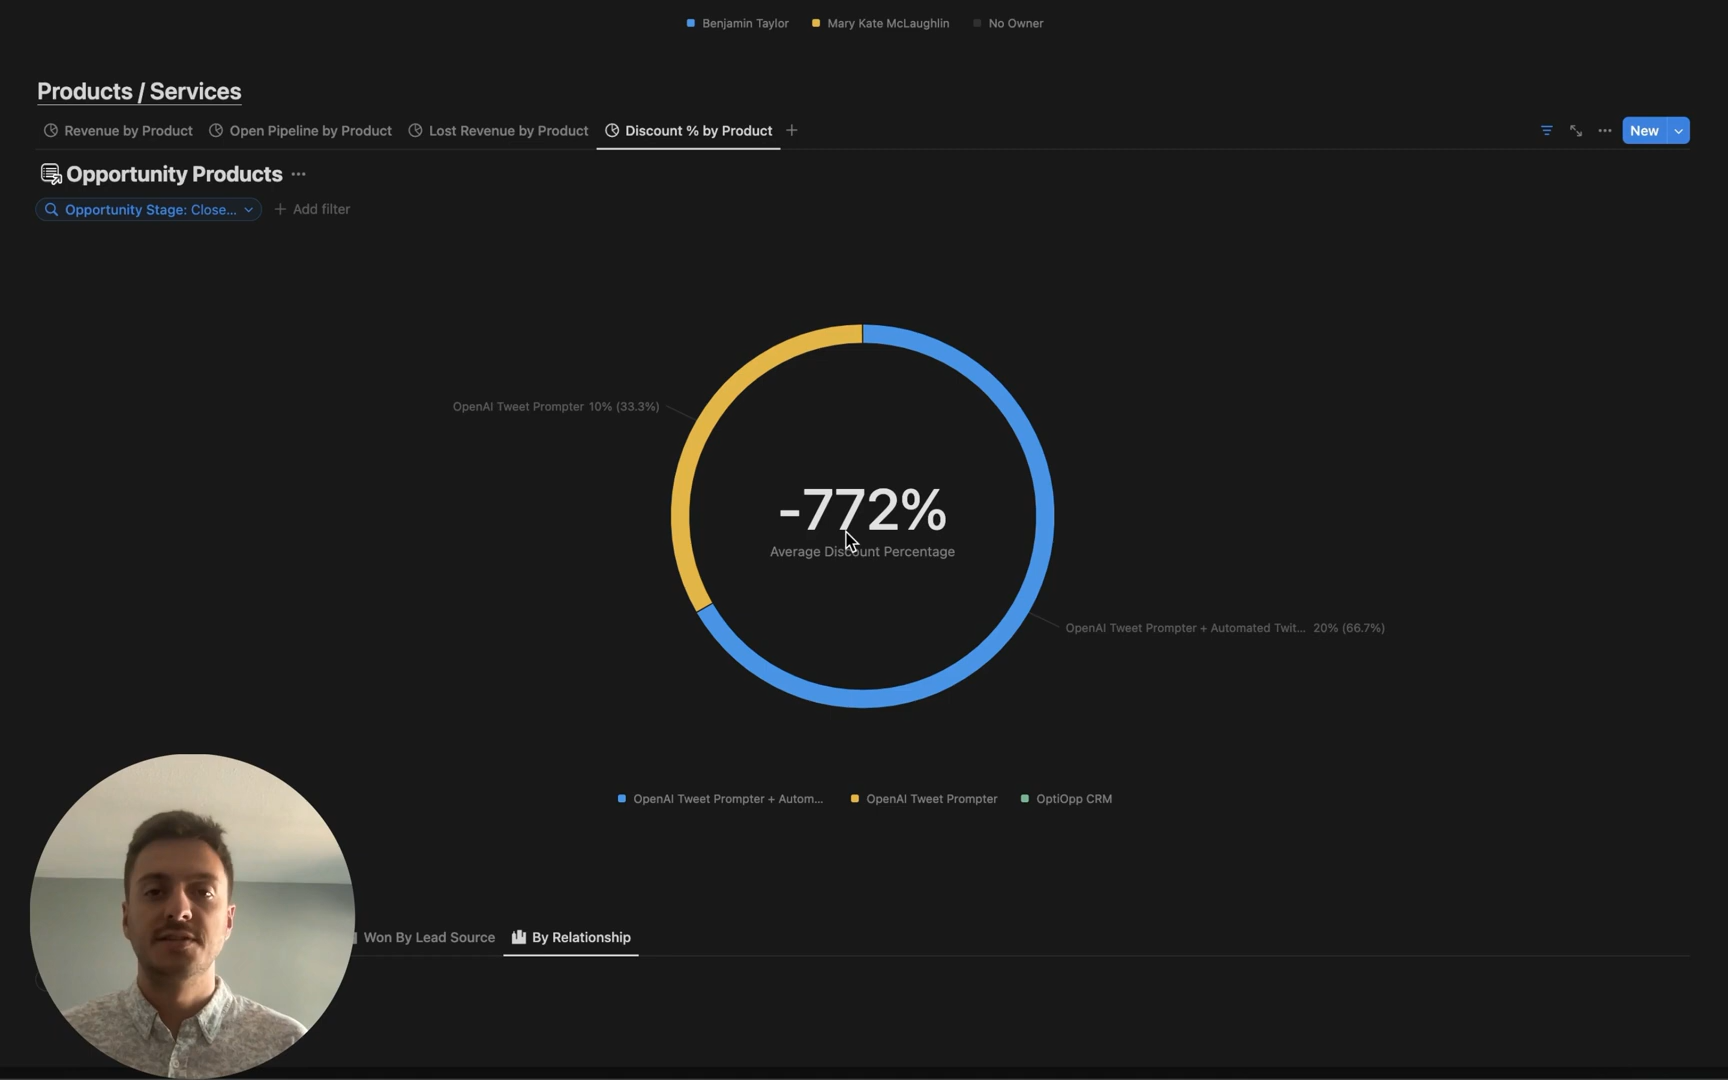 Benjamin Taylor Mary Kate McLaughlin No Owner
Products / Services
Revenue by Product Open Pipeline by Product Lost Revenue by Product Discount % by Product
New
Opportunity Products
Opportunity Stage: Close... Add filter
OpenAI Tweet Prompter 10% (33.3%)
-772%
Average Discount Percentage
OpenAI Tweet Prompter + Automated Twit... 20% (66.7%)
OpenAI Tweet Prompter + Autom... OpenAI Tweet Prompter OptiOpp CRM
Won By Lead Source By Relationship